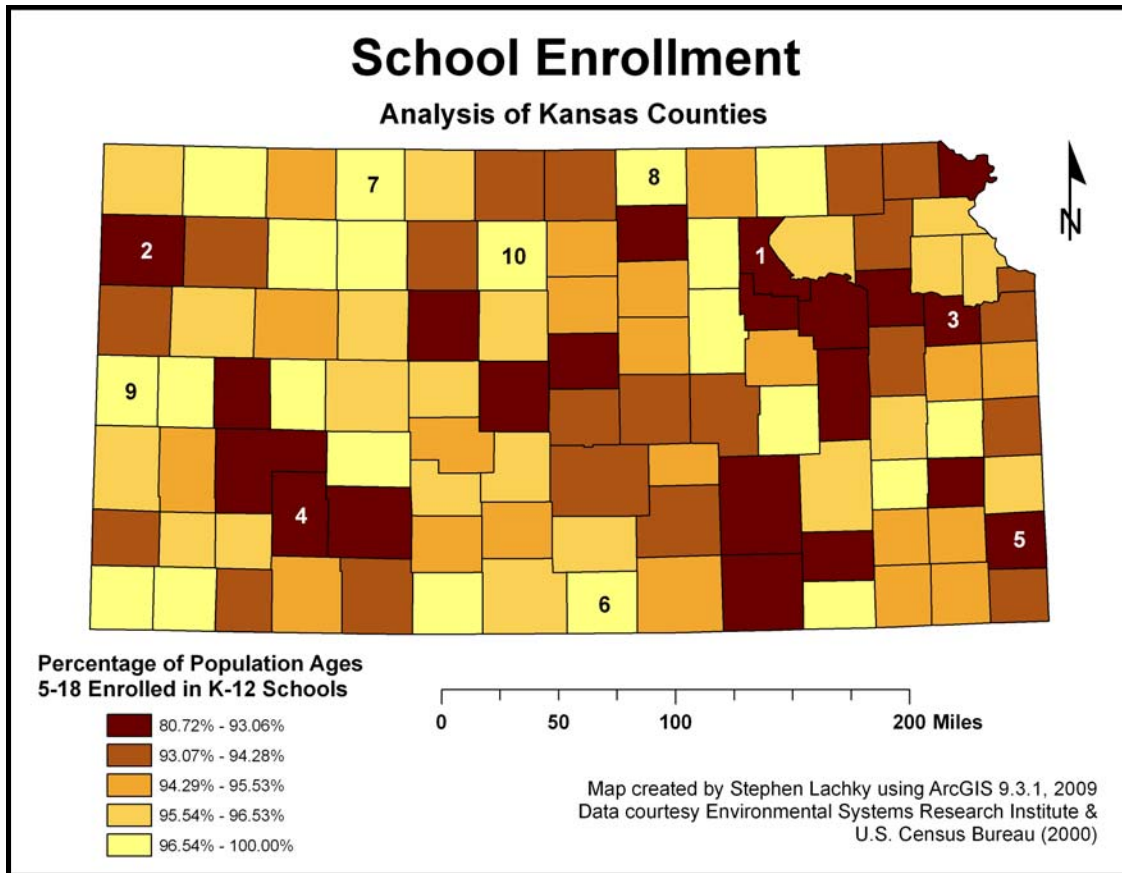 School Enrollment
Analysis of Kansas Counties
N
7
8
2
10
1
3
9
4
5
6
Percentage of Population Ages
5-18 Enrolled in K-12 Schools
80.72% - 93.06%
93.07% - 94.28%
94.29% - 95.53%
95.54% - 96.53%
96.54% - 100.00%
0 50 100 200 Miles
Map created by Stephen Lachky using ArcGIS 9.3.1, 2009
Data courtesy Environmental Systems Research Institute &
U.S. Census Bureau (2000)